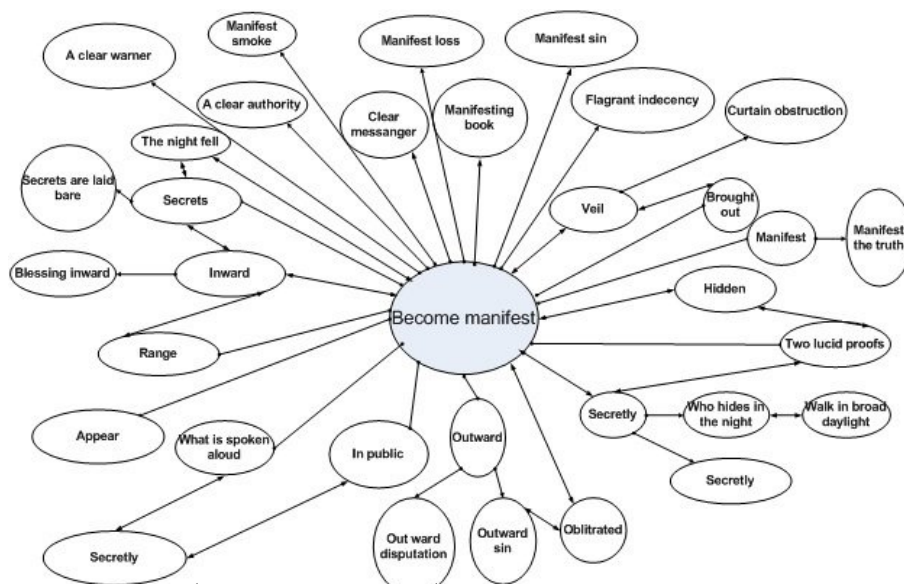 Manifest
smoke
Manifest loss
Manifest sin
A clear warner
A clear authority
Clear
messanger
Manifesting
book
Flagrant indecency
Curtain obstruction
The night fell
Secrets are laid
bare
Secrets
Veil
Brought
out
Manifest
Manifest
the truth
Blessing inward
Inward
Hidden
Become manifest
Range
Two lucid proofs
Appear
What is spoken
aloud
In public
Outward
Secretly
Who hides in
the night
Walk in broad
daylight
Secretly
Secretly
Out ward
disputation
Outward
sin
Oblitrated